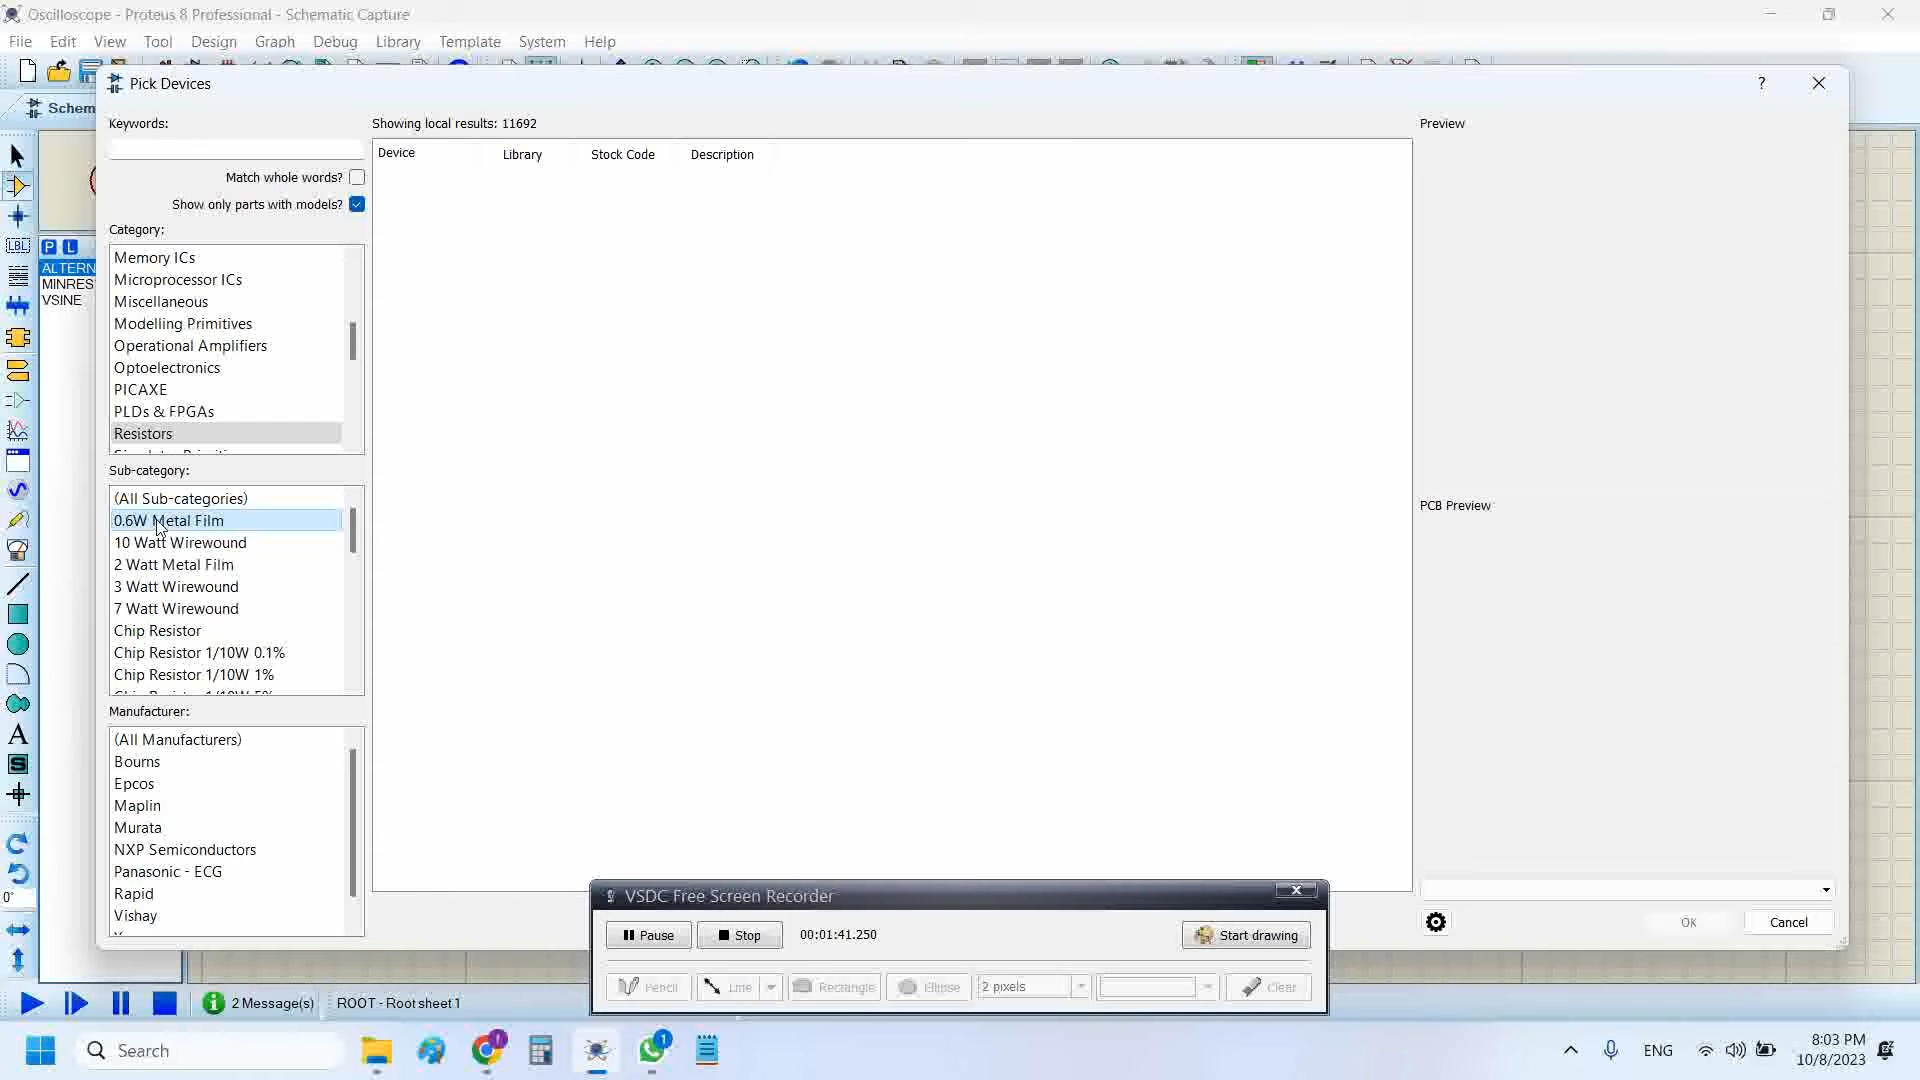 Oscilloscope - Proteus 8 Professional - Schematic Capture
File Edit View Tool Design Graph Debug Library Template System Help
Pick Devices
?
Schem
Keywords:
Showing local results: 11692
Preview
Device Library Stock Code Description
Match whole words?
Show only parts with models?
Category:
LBL
P L
ALTERN
MINRES
VSINE
Memory ICs
Microprocessor ICs
Miscellaneous
Modelling Primitives
Operational Amplifiers
Optoelectronics
PICAXE
PLDs & FPGAs
Resistors
Sub-category:
(All Sub-categories)
0.6W Metal Film
10 Watt Wirewound
2 Watt Metal Film
3 Watt Wirewound
7 Watt Wirewound
Chip Resistor
Chip Resistor 1/10W 0.1%
Chip Resistor 1/10W 1%
PCB Preview
Manufacturer:
(All Manufacturers)
Bourns
Epcos
Maplin
Murata
NXP Semiconductors
Panasonic - ECG
Rapid
Vishay
A
S
0°
OK Cancel
VSDC Free Screen Recorder
Pause Stop 00:01:41.250 Start drawing
Pencil Line Rectangle Ellipse 2 pixels Clear
2 Message(s) ROOT - Root sheet 1
Search
1
ENG
8:03 PM
10/8/2023